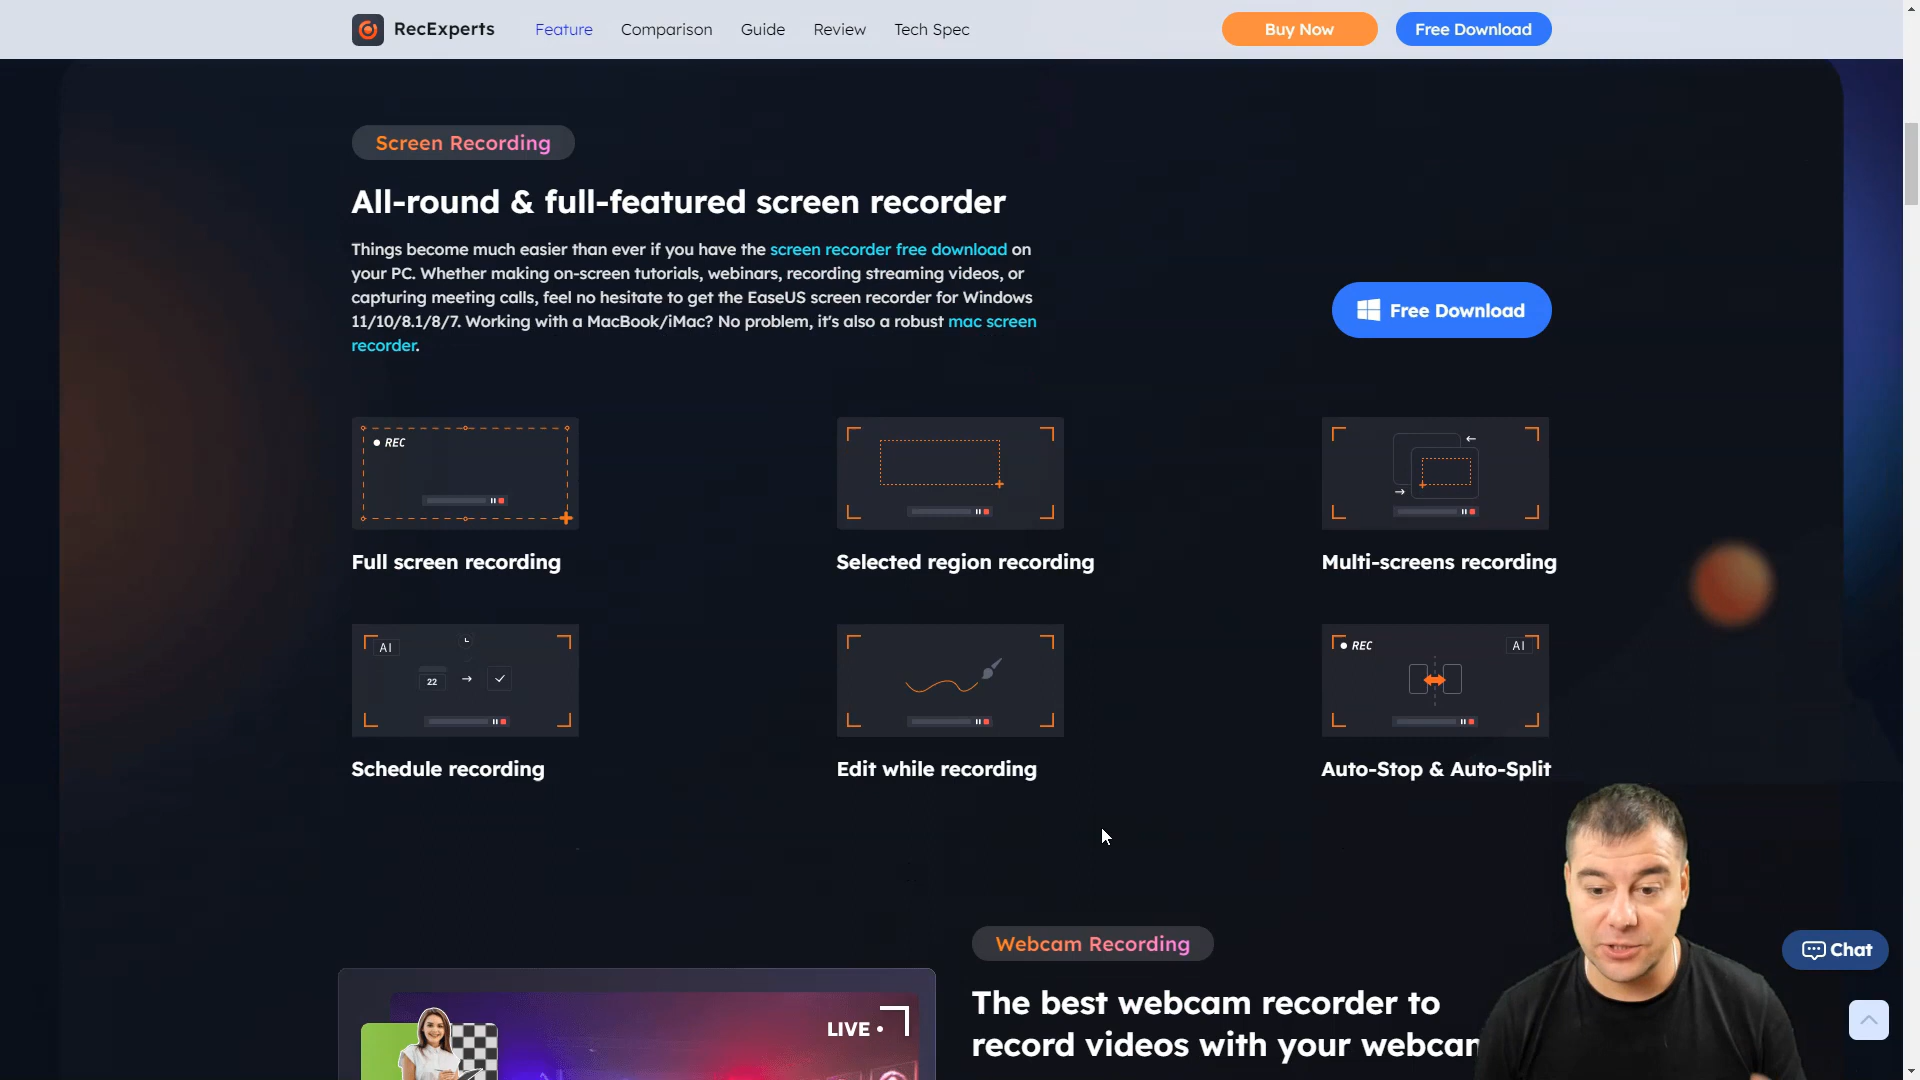 RecExperts
Feature
Comparison
Guide
Review
Tech Spec
Buy Now
Free Download
Screen Recording
All-round & full-featured screen recorder
Things become much easier than ever if you have the screen recorder free download on
your PC. Whether making on-screen tutorials, webinars, recording streaming videos, or
capturing meeting calls, feel no hesitate to get the EaseUS screen recorder for Windows
11/10/8.1/8/7. Working with a MacBook/iMac? No problem, it's also a robust mac screen
recorder.
Free Download
REC
Full screen recording
Selected region recording
Multi-screens recording
AI
22
REC
AI
Schedule recording
Edit while recording
Auto-Stop & Auto-Split
Webcam Recording
Chat
The best webcam recorder to
LIVE
record videos with your webcam